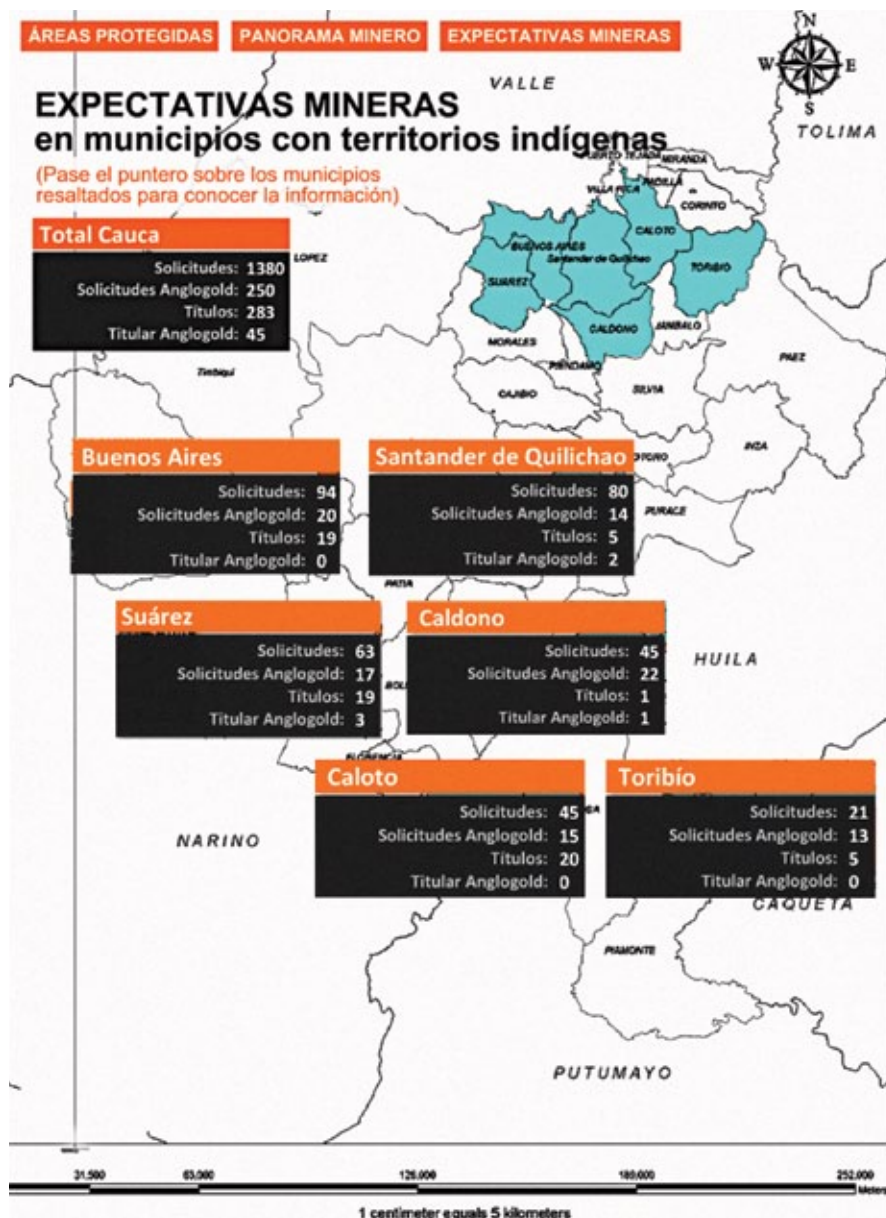 ÁREAS PROTEGIDAS PANORAMA MINERO EXPECTATIVAS MINERAS
N
W E
S
VALLE
TOLIMA
EXPECTATIVAS MINERAS
en municipios con territorios indígenas
(Pase el puntero sobre los municipios
resaltados para conocer la información)
PUERTO TEJADA
MIRANDA
PADILLA
VILLA RICA
CORINTO
CALOTO
BUENOS AIRES
Santander de Quilichao
TORIBIO
SUAREZ
CALDONO
JAMBALO
MORALES
PIENDAMO
PAEZ
CAJIBIO
SILVIA
INZA
LOPEZ
Timbiqui
Total Cauca
Solicitudes: 1380
Solicitudes Anglogold: 250
Títulos: 283
Titular Anglogold: 45
OTORO
PURACE
Buenos Aires
Solicitudes: 94
Solicitudes Anglogold: 20
Títulos: 19
Titular Anglogold: 0
Santander de Quilichao
Solicitudes: 80
Solicitudes Anglogold: 14
Títulos: 5
Titular Anglogold: 2
PATIA
Suárez
Solicitudes: 63
Solicitudes Anglogold: 17
Títulos: 19
Titular Anglogold: 3
Caldono
Solicitudes: 45
Solicitudes Anglogold: 22
Títulos: 1
Titular Anglogold: 1
HUILA
FLORENCIA
Caloto
Solicitudes: 45
Solicitudes Anglogold: 15
Títulos: 20
Titular Anglogold: 0
Toribío
Solicitudes: 21
Solicitudes Anglogold: 13
Títulos: 5
Titular Anglogold: 0
NARINO
CAQUETA
PIAMONTE
PUTUMAYO
31,500 63,000 126,000 189,000 252,000
Meters
1 centimeter equals 5 kilometers